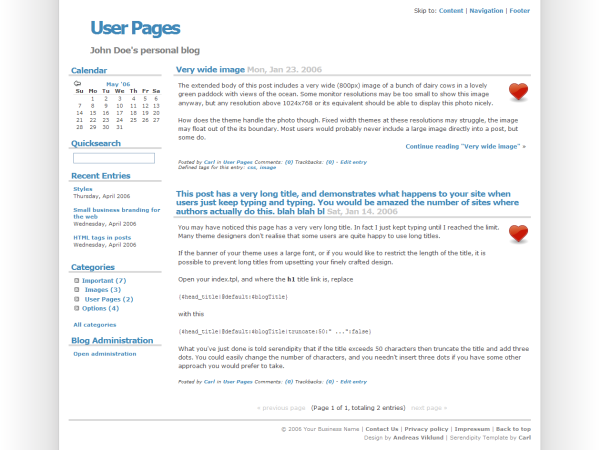 Skip to: Content | Navigation | Footer
User Pages
John Doe's personal blog
Calendar
May '06
Su Mo Tu We Th Fr Sa
1 2 3 4 5 6
7 8 9 10 11 12 13
14 15 16 17 18 19 20
21 22 23 24 25 26 27
28 29 30 31
Quicksearch
Recent Entries
Styles
Thursday, April 2006
Small business branding for
the web
Wednesday, April 2006
HTML tags in posts
Wednesday, April 2006
Categories
Important (7)
Images (3)
User Pages (2)
Options (4)
All categories
Blog Administration
Open administration
Very wide image Mon, Jan 23. 2006
The extended body of this post includes a very wide (800px) image of a bunch of dairy cows in a lovely
green paddock with views of the ocean. Some monitor resolutions may be too small to show this image
anyway, but any resolution above 1024x768 or its equivalent should be able to display this photo nicely.
How does the theme handle the photo though. Fixed width themes at these resolutions may struggle, the image
may float out of the its boundary. Most users would probably never include a large image directly into a post, but
some do.
Continue reading "Very wide image" »
Posted by Carl in User Pages Comments: (0) Trackbacks: (0) - Edit entry
Defined tags for this entry: css, image
This post has a very long title, and demonstrates what happens to your site when
users just keep typing and typing. You would be amazed the number of sites where
authors actually do this. blah blah bl Sat, Jan 14. 2006
You may have noticed this page has a very very long title. In fact I just kept typing until I reached the limit.
Many theme designers don't realise that some users are quite happy to use long titles.
If the banner of your theme uses a large font, or if you would like to restrict the length of the title, it is
possible to prevent long titles from upsetting your finely crafted design.
Open your index.tpl, and where the h1 title link is, replace
{$head_title|@default:$blogTitle}
with this
{$head_title|@default:$blogTitle|truncate:50:" ...":false}
What you've just done is told serendipity that if the title exceeds 50 characters then truncate the title and add three
dots. You could easily change the number of characters, and you needn't insert three dots if you have some other
approach you would prefer to take.
Posted by Carl in User Pages Comments: (0) Trackbacks: (0) - Edit entry
« previous page (Page 1 of 1, totaling 2 entries) next page »
© 2006 Your Business Name | Contact Us | Privacy policy | Impressum | Back to top
Design by Andreas Viklund | Serendipity Template by Carl